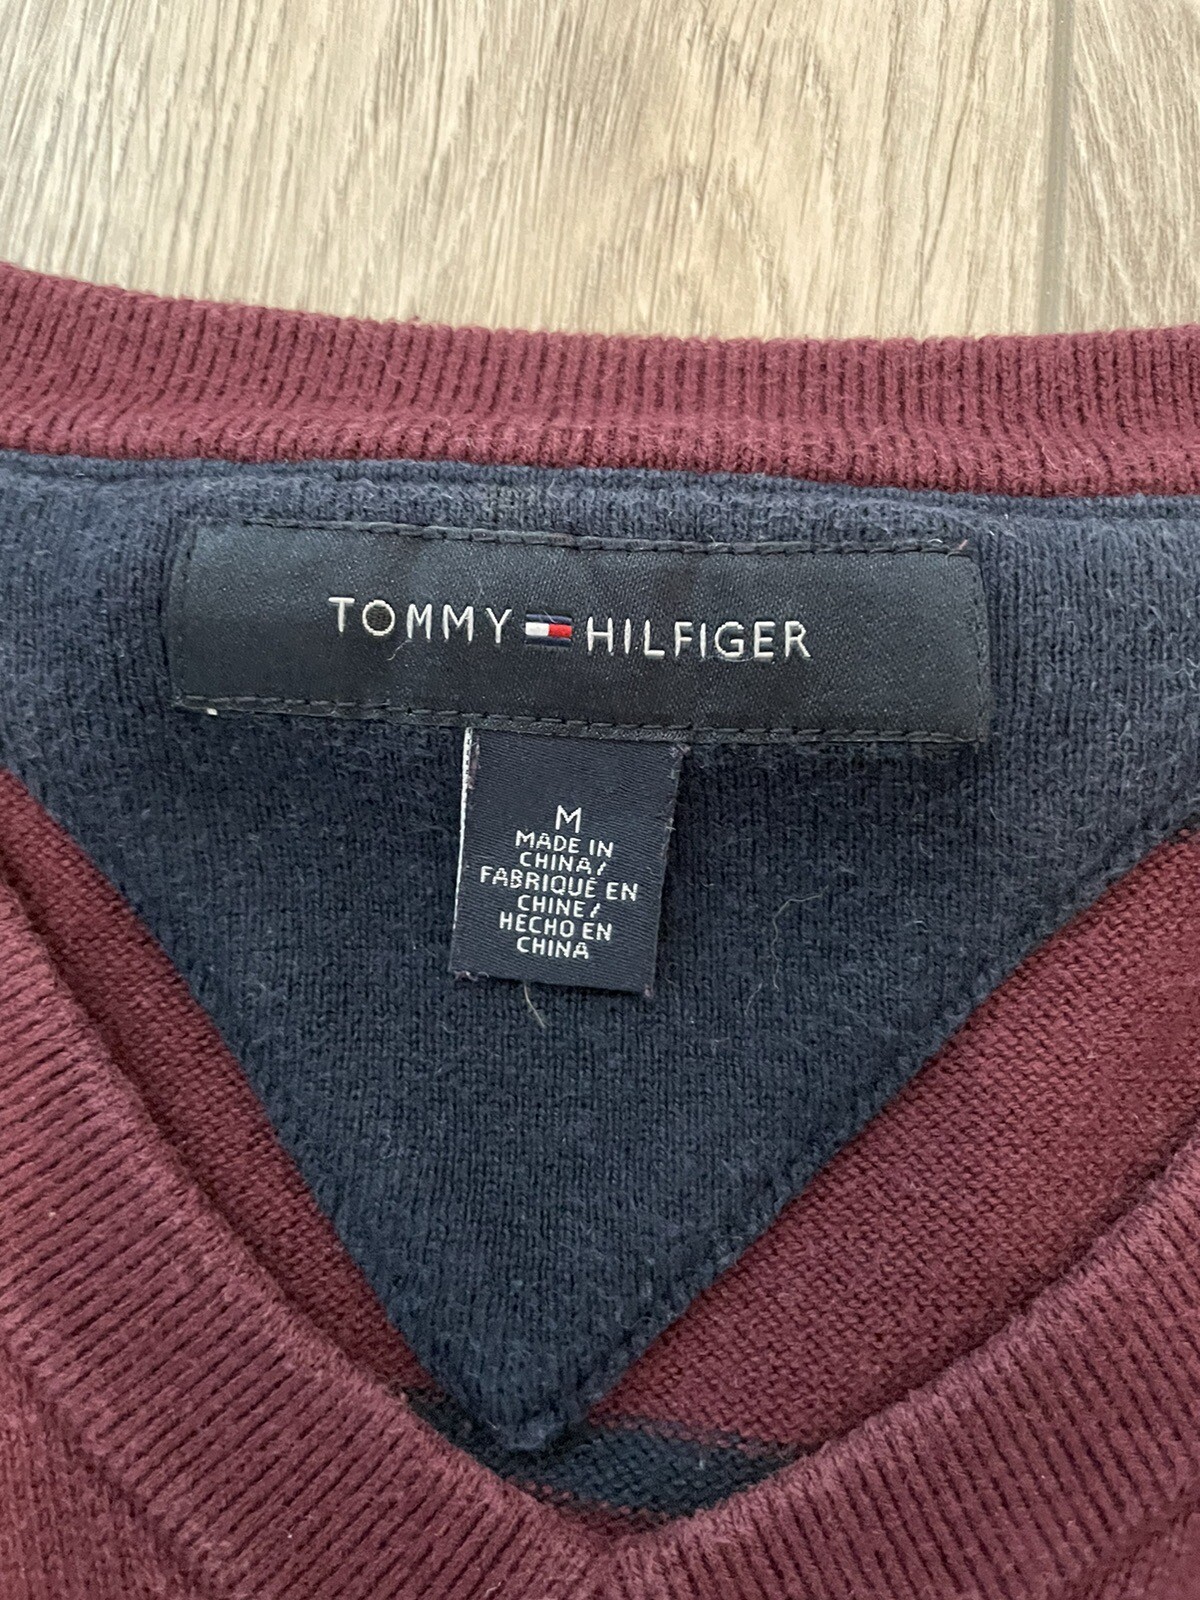 TOMMY HILFIGER
M
MADE IN
CHINA/
FABRIQUÉ EN
CHINE/
HECHO EN
CHINA